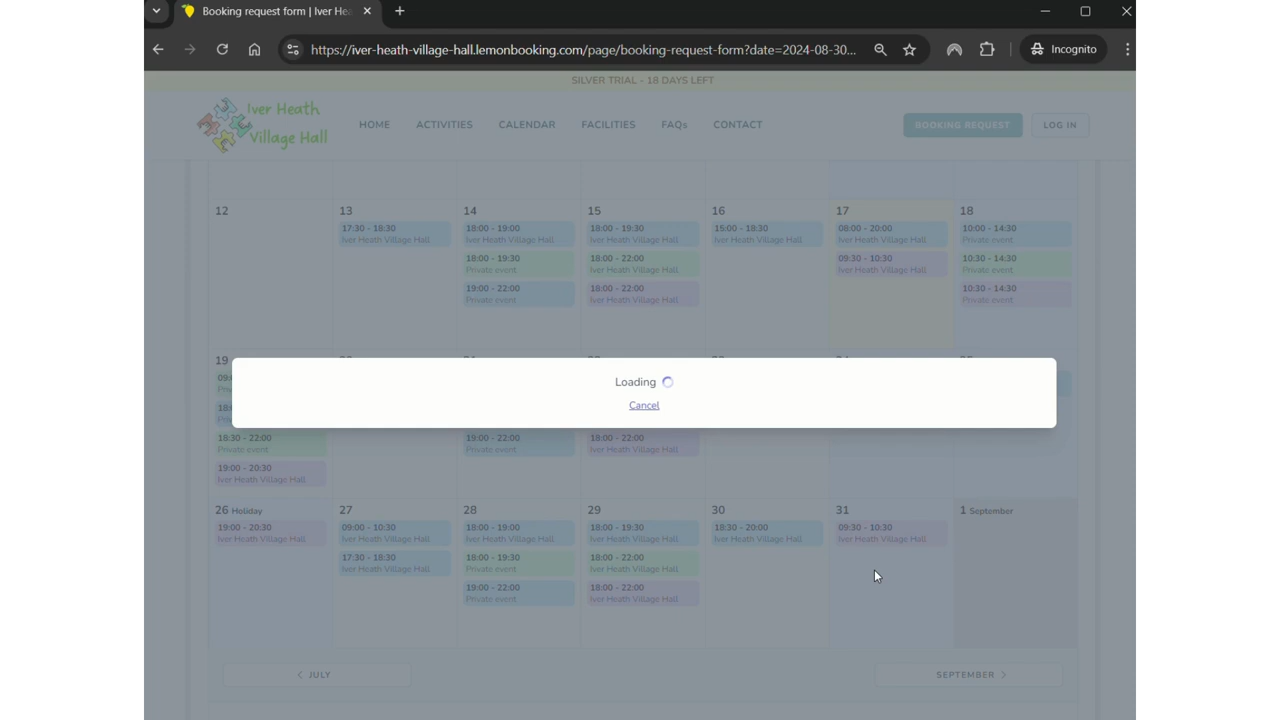 Booking request form | Iver Hea
https://iver-heath-village-hall.lemonbooking.com/page/booking-request-form?date=2024-08-30...
Incognito
SILVER TRIAL - 18 DAYS LEFT
Iver Heath
Village Hall
HOME
ACTIVITIES
CALENDAR
FACILITIES
FAQs
CONTACT
BOOKING REQUEST
LOG IN
12
13
17:30 - 18:30
Iver Heath Village Hall
14
18:00 - 19:00
Iver Heath Village Hall
18:00 - 19:30
Private event
19:00 - 22:00
Private event
15
18:00 - 19:30
Iver Heath Village Hall
18:00 - 22:00
Iver Heath Village Hall
18:00 - 22:00
Iver Heath Village Hall
16
15:00 - 18:30
Iver Heath Village Hall
17
08:00 - 20:00
Iver Heath Village Hall
09:30 - 10:30
Iver Heath Village Hall
18
10:00 - 14:30
Private event
10:30 - 14:30
Private event
10:30 - 14:30
Private event
19
18:30 - 22:00
Private event
19:00 - 20:30
Iver Heath Village Hall
19:00 - 22:00
Private event
18:00 - 22:00
Iver Heath Village Hall
Loading
Cancel
26 Holiday
19:00 - 20:30
Iver Heath Village Hall
27
09:00 - 10:30
Iver Heath Village Hall
17:30 - 18:30
Iver Heath Village Hall
28
18:00 - 19:00
Iver Heath Village Hall
18:00 - 19:30
Private event
19:00 - 22:00
Private event
29
18:00 - 19:30
Iver Heath Village Hall
18:00 - 22:00
Iver Heath Village Hall
18:00 - 22:00
Iver Heath Village Hall
30
18:30 - 20:00
Iver Heath Village Hall
31
09:30 - 10:30
Iver Heath Village Hall
1 September
JULY
SEPTEMBER